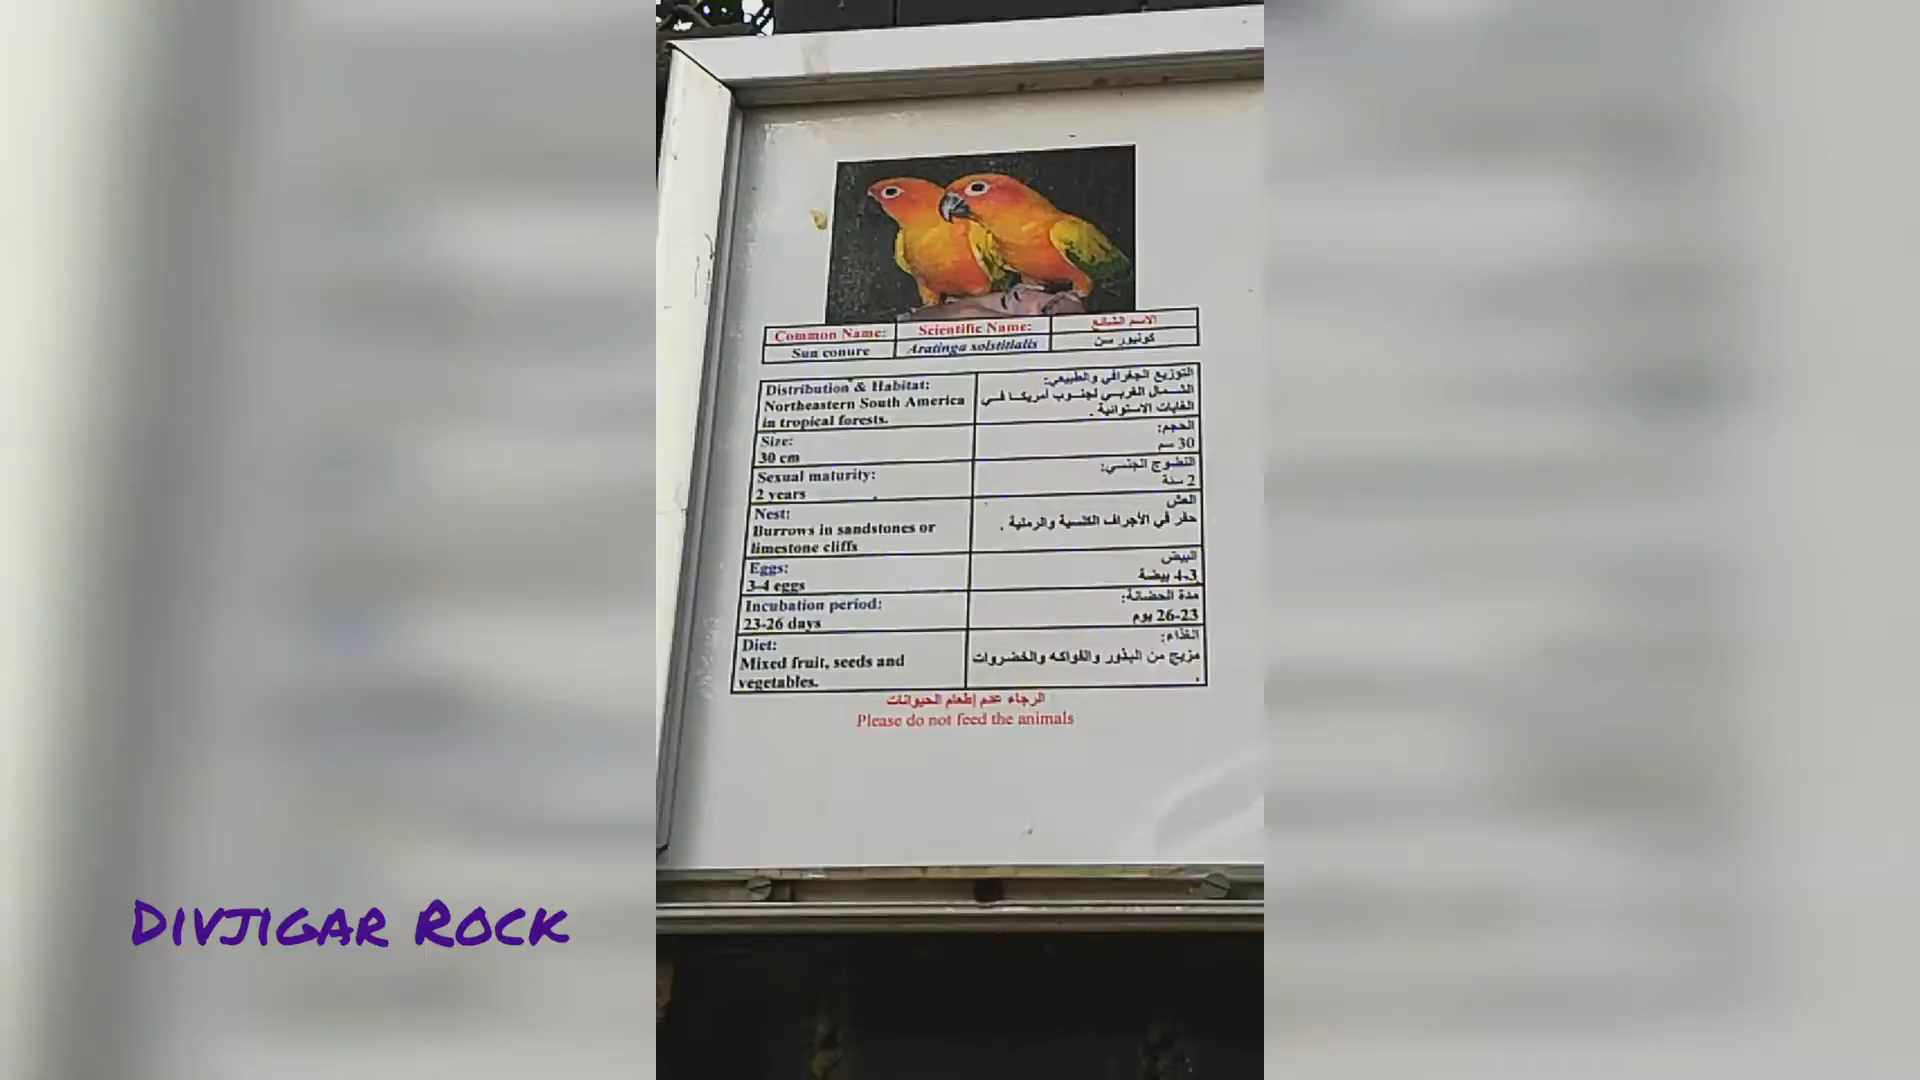 Common Name:
Scientific Name:
الاسم الشائع
Sun conure
Aratinga solstitialis
كونيور سن
Distribution & Habitat:
Northeastern South America
in tropical forests.
التوزيع الجغرافي والطبيعي:
الشمال الغربي لجنوب أمريكا في
الغابات الاستوائية .
Size:
30 cm
الحجم:
30 سم
Sexual maturity:
2 years
النضوج الجنسي:
2 سنة
Nest:
Burrows in sandstones or
limestone cliffs
العش
حفر في الأجراف الكلسية والرملية .
Eggs:
3-4 eggs
البيض
4-3 بيضة
Incubation period:
23-26 days
مدة الحضانة:
26-23 يوم
Diet:
Mixed fruit, seeds and
vegetables.
الغذاء:
مزيج من البذور والفواكه والخضروات
.
الرجاء عدم إطعام الحيوانات
Please do not feed the animals
Divjigar Rock